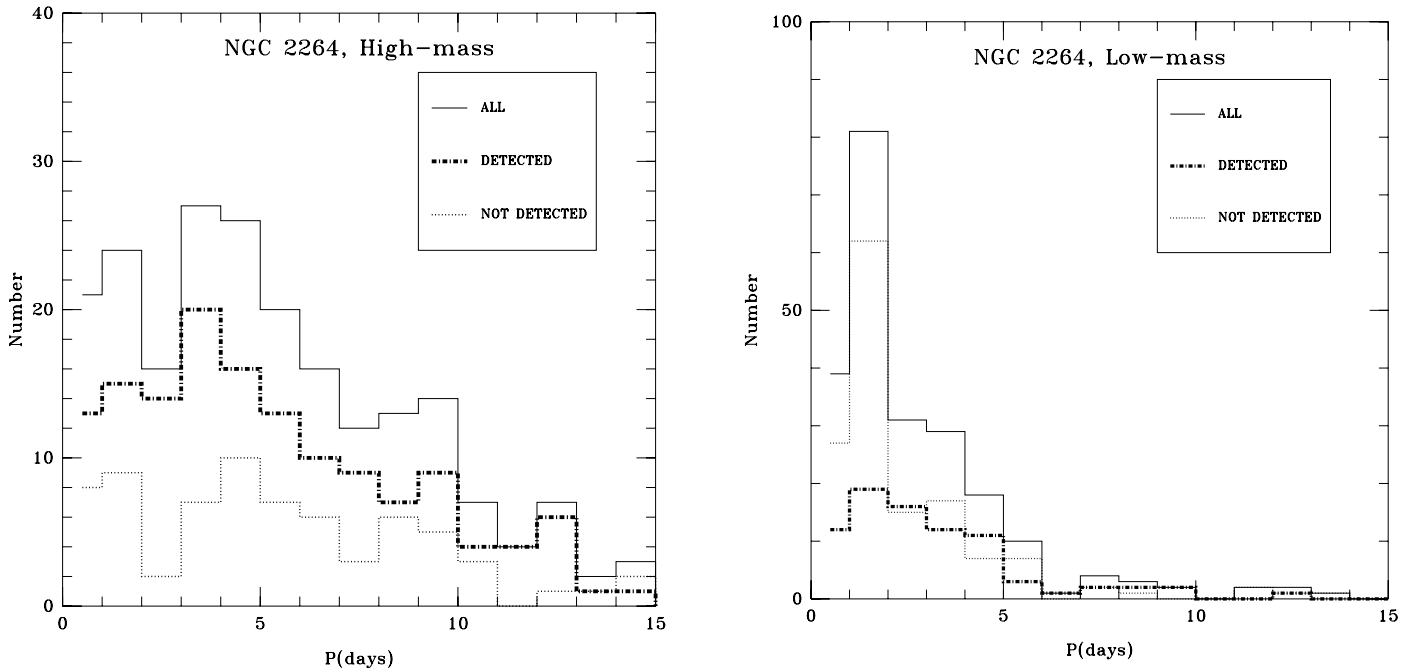 NGC 2264, High-mass
ALL
DETECTED
NOT DETECTED
40
30
20
10
0
Number
0 5 10 15
P(days)
NGC 2264, Low-mass
ALL
DETECTED
NOT DETECTED
100
50
0
Number
0 5 10 15
P(days)